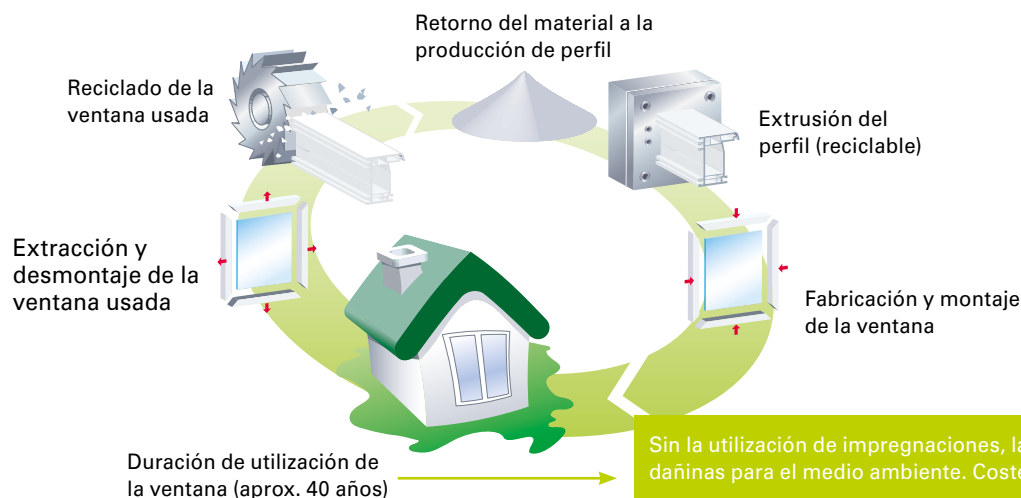 Retorno del material a la
producción de perfil
Reciclado de la
ventana usada
Extrusión del
perfil (reciclable)
Extracción y
desmontaje de la
ventana usada
Fabricación y montaje
de la ventana
Duración de utilización de
la ventana (aprox. 40 años)
Sin la utilización de impregnaciones,
dañinas para el medio ambiente.